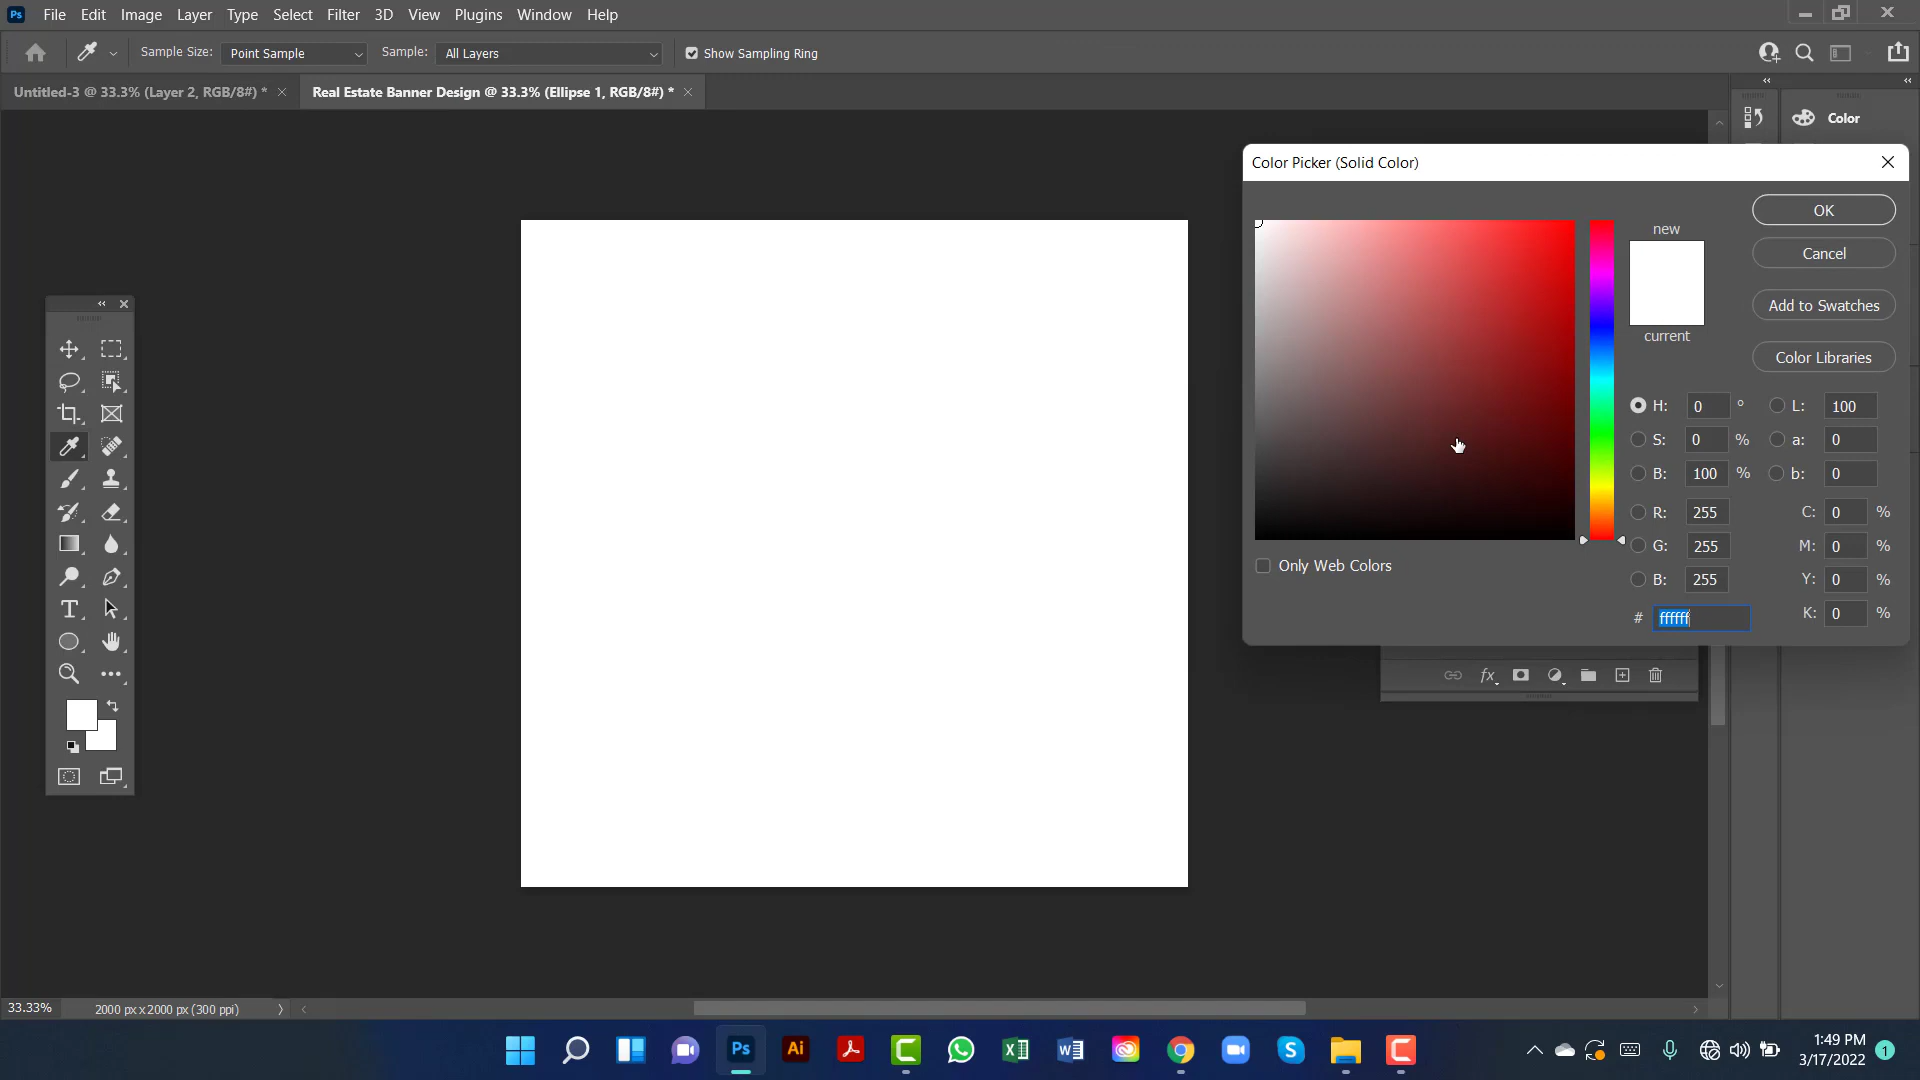 Ps File Edit Image Layer Type Select Filter 3D View Plugins Window Help
Sample Size: Point Sample Sample: All Layers Show Sampling Ring
Untitled-3 @ 33.3% (Layer 2, RGB/8#) * Real Estate Banner Design @ 33.3% (Ellipse 1, RGB/8#) *
Color
Color Picker (Solid Color)
OK
new
Cancel
Add to Swatches
current
Color Libraries
H: 0 ° L: 100
S: 0 % a: 0
B: 100 % b: 0
R: 255 C: 0 %
G: 255 M: 0 %
Only Web Colors
B: 255 Y: 0 %
# ffffff K: 0 %
fx
T
33.33% 2000 px x 2000 px (300 ppi)
Ps Ai
1:49 PM
3/17/2022
1